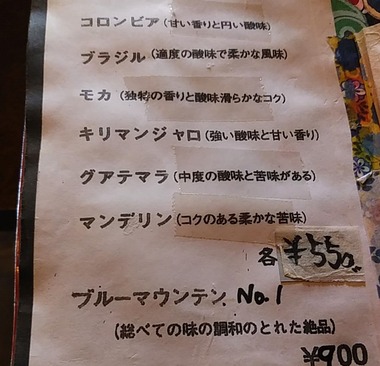 コロンビア(甘い香りと円い酸味)
ブラジル(適度の酸味で柔かな風味)
モカ(独特の香りと酸味滑らかなコク)
キリマンジャロ(強い酸味と甘い香り)
グアテマラ(中度の酸味と苦味がある)
マンデリン(コクのある柔かな苦味)
各¥550
ブルーマウンテン No.1
(総べての味の調和のとれた絶品)
¥900